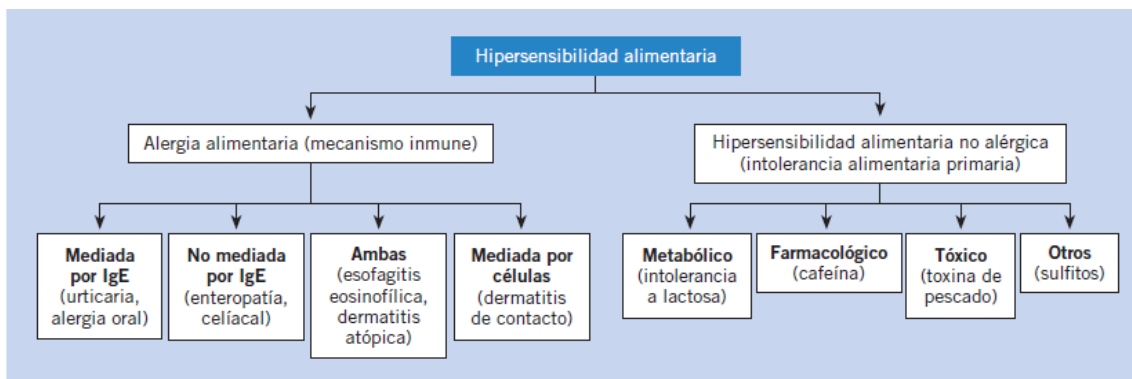 Hipersensibilidad alimentaria
Alergia alimentaria (mecanismo inmune)
Hipersensibilidad alimentaria no alérgica
(intolerancia alimentaria primaria)
Mediada
por IgE
(urticaria,
alergia oral)
No mediada
por IgE
(enteropatía,
celíacal)
Ambas
(esofagitis
eosinofílica,
dermatitis
atópica)
Mediada por
células
(dermatitis
de contacto)
Metabólico
(intolerancia
a lactosa)
Farmacológico
(cafeína)
Tóxico
(toxina de
pescado)
Otros
(sulfitos)